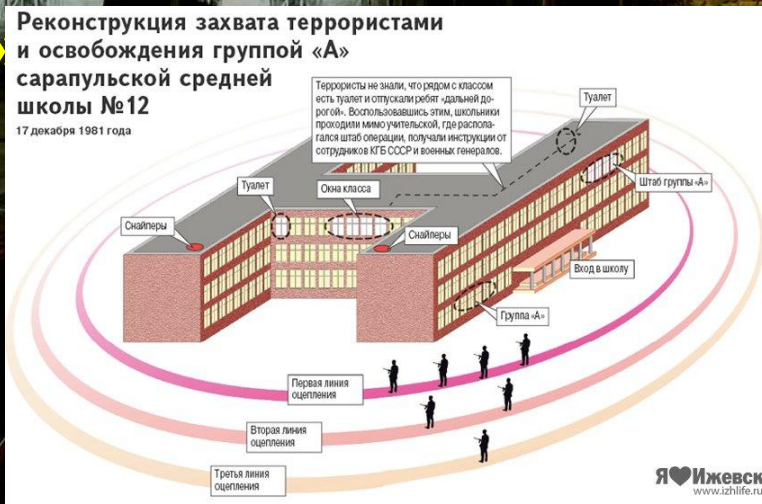 Реконструкция захвата террористами
и освобождения группой «А»
сарапульской средней
школы №12
17 декабря 1981 года
Террористы не знали, что рядом с классом
есть туалет и отпускали ребят «дальней до-
рогой». Воспользовавшись этим, школьники
проходили мимо учительской, где распола-
гался штаб операции, получали инструкции от
сотрудников КГБ СССР и военных генералов.
Туалет
Штаб группы «А»
Туалет
Окна класса
Снайперы
Снайперы
Вход в школу
Группа «А»
Первая линия
оцепления
Вторая линия
оцепления
Третья линия
оцепления
Я♥Ижевск
www.izhlife.ru